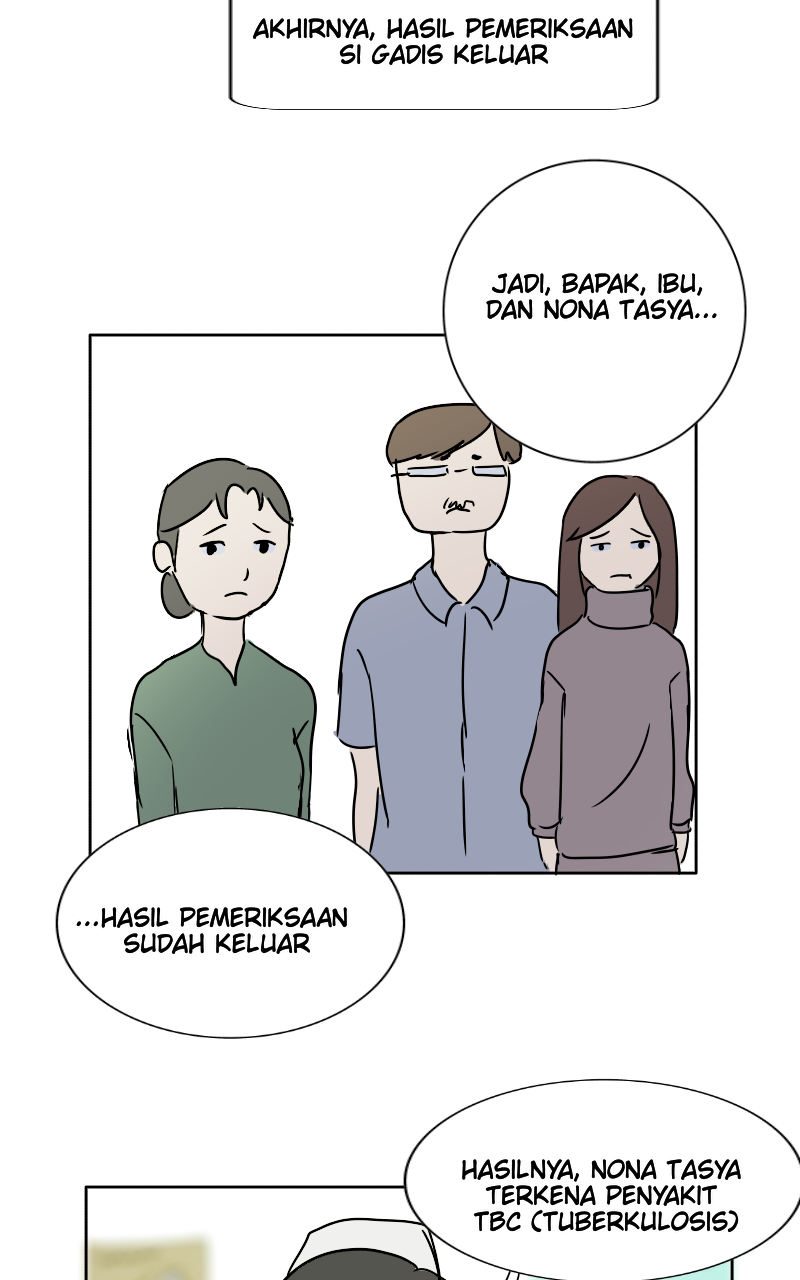 AKHIRNYA, HASIL PEMERIKSAAN
SI GADIS KELUAR
JADI, BAPAK, IBU,
DAN NONA TASYA...
...HASIL PEMERIKSAAN
SUDAH KELUAR
HASILNYA, NONA TASYA
TERKENA PENYAKIT
TBC (TUBERKULOSIS)